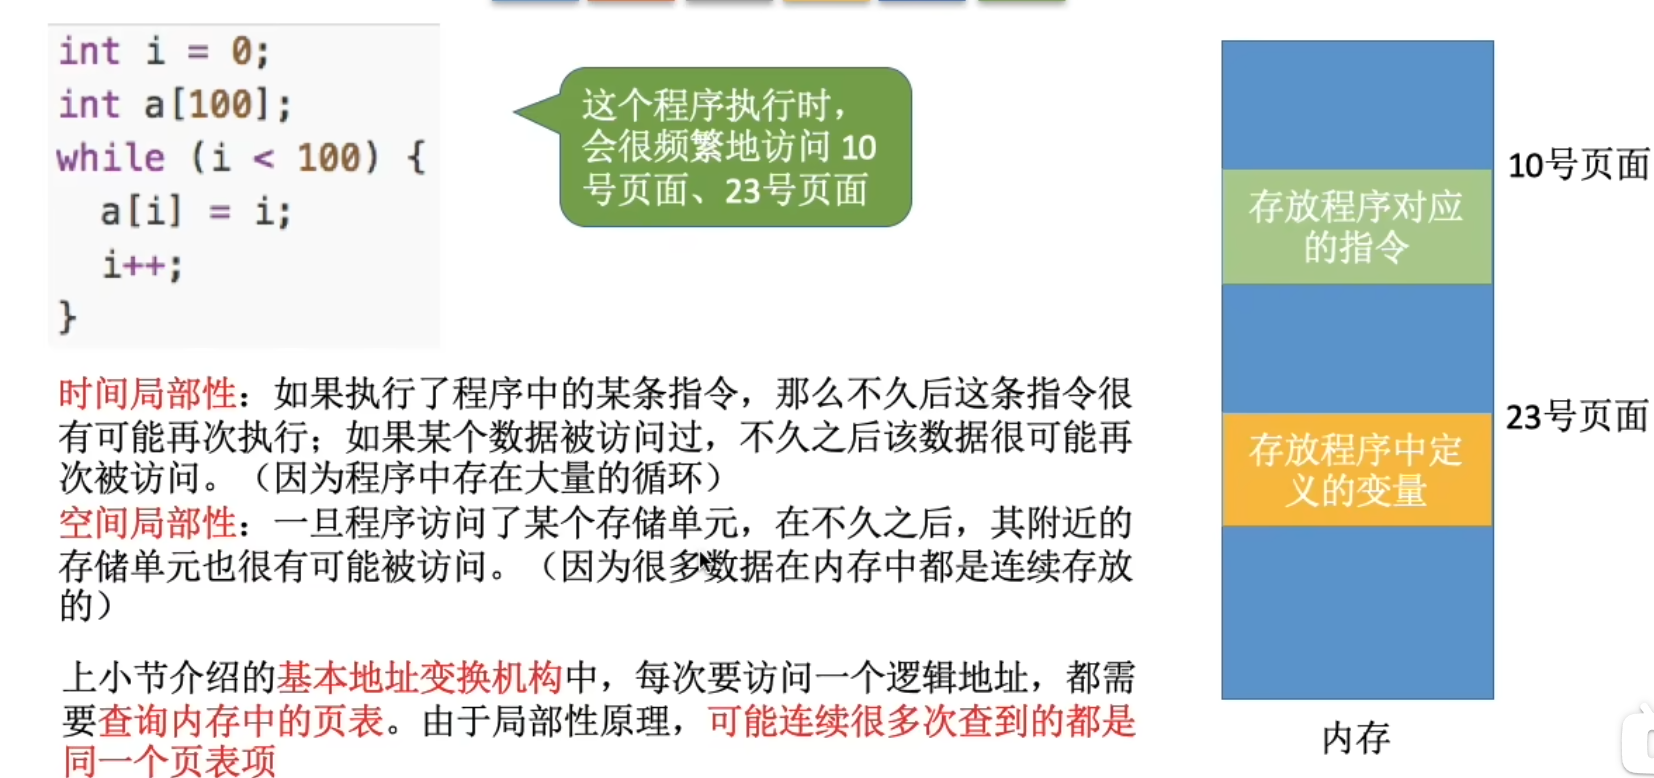 int i = 0;
int a[100];
while (i < 100) {
a[i] = i;
i++;
}
这个程序执行时，
会很频繁地访问 10
号页面、23号页面
时间局部性：如果执行了程序中的某条指令，那么不久后这条指令很
有可能再次执行；如果某个数据被访问过，不久之后该数据很可能再
次被访问。（因为程序中存在大量的循环）
空间局部性：一旦程序访问了某个存储单元，在不久之后，其附近的
存储单元也很有可能被访问。（因为很多数据在内存中都是连续存放
的）
上小节介绍的基本地址变换机构中，每次要访问一个逻辑地址，都需
要查询内存中的页表。由于局部性原理，可能连续很多次查到的都是
同一个页表项
10号页面
存放程序对应
的指令
23号页面
存放程序中定
义的变量
内存